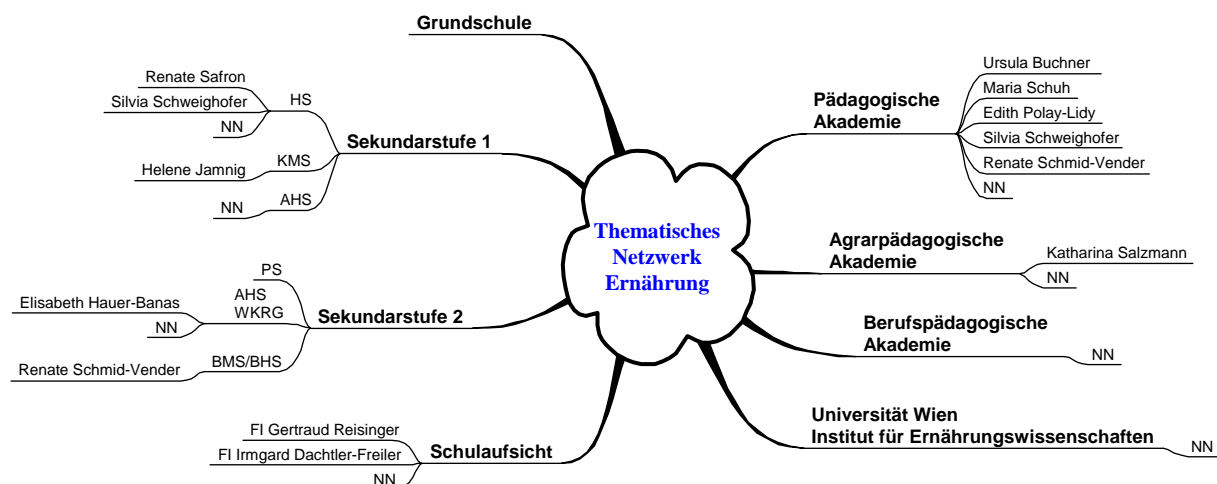 Grundschule
Renate Safron
Silvia Schweighofer
NN
HS
Helene Jamnig
KMS
NN
AHS
Sekundarstufe 1
PS
Elisabeth Hauer-Banas
NN
AHS
WKRG
Renate Schmid-Vender
BMS/BHS
Sekundarstufe 2
FI Gertraud Reisinger
FI Irmgard Dachtler-Freiler
NN
Schulaufsicht
Thematisches
Netzwerk
Ernährung
Pädagogische
Akademie
Ursula Buchner
Maria Schuh
Edith Polay-Lidy
Silvia Schweighofer
Renate Schmid-Vender
NN
Agrarpädagogische
Akademie
Katharina Salzmann
NN
Berufspädagogische
Akademie
NN
Universität Wien
Institut für Ernährungswissenschaften
NN